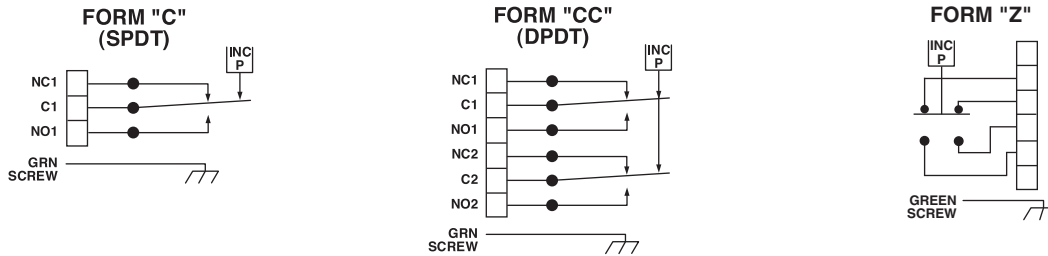 FORM "C"
(SPDT)
INC
P
NC1
C1
NO1
GRN
SCREW
FORM "CC"
(DPDT)
INC
P
NC1
C1
NO1
NC2
C2
NO2
GRN
SCREW
FORM "Z"
INC
P
GREEN
SCREW